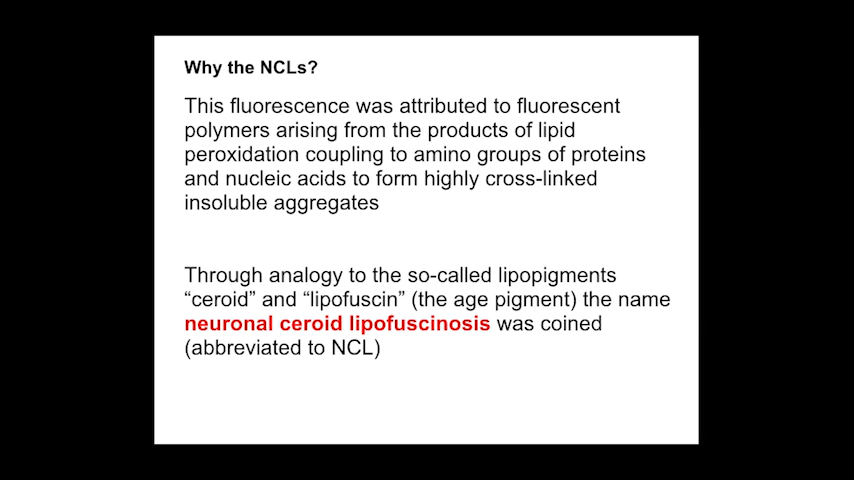 Why the NCLs?
This fluorescence was attributed to fluorescent
polymers arising from the products of lipid
peroxidation coupling to amino groups of proteins
and nucleic acids to form highly cross-linked
insoluble aggregates
Through analogy to the so-called lipopigments
“ceroid” and “lipofuscin” (the age pigment) the name
neuronal ceroid lipofuscinosis was coined
(abbreviated to NCL)